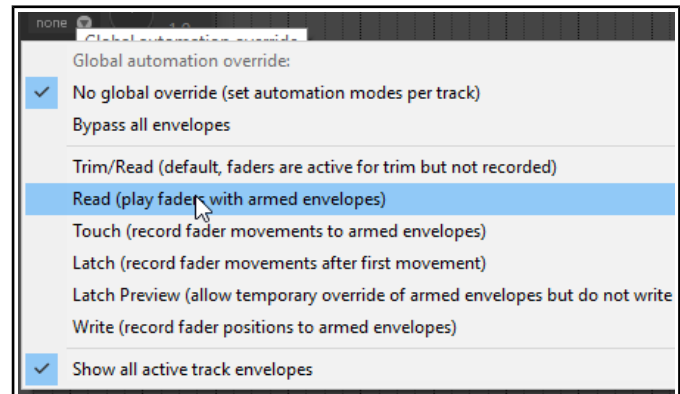 none
1.0
Global automation override
Global automation override:
No global override (set automation modes per track)
Bypass all envelopes
Trim/Read (default, faders are active for trim but not recorded)
Read (play faders with armed envelopes)
Touch (record fader movements to armed envelopes)
Latch (record fader movements after first movement)
Latch Preview (allow temporary override of armed envelopes but do not write
Write (record fader positions to armed envelopes)
Show all active track envelopes